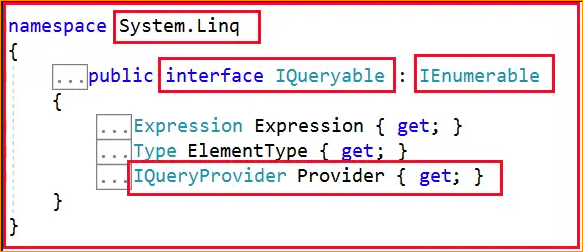 namespace System.Linq
{
...public interface IQueryable : IEnumerable
{
...Expression Expression { get; }
...Type ElementType { get; }
...IQueryProvider Provider { get; }
}
}